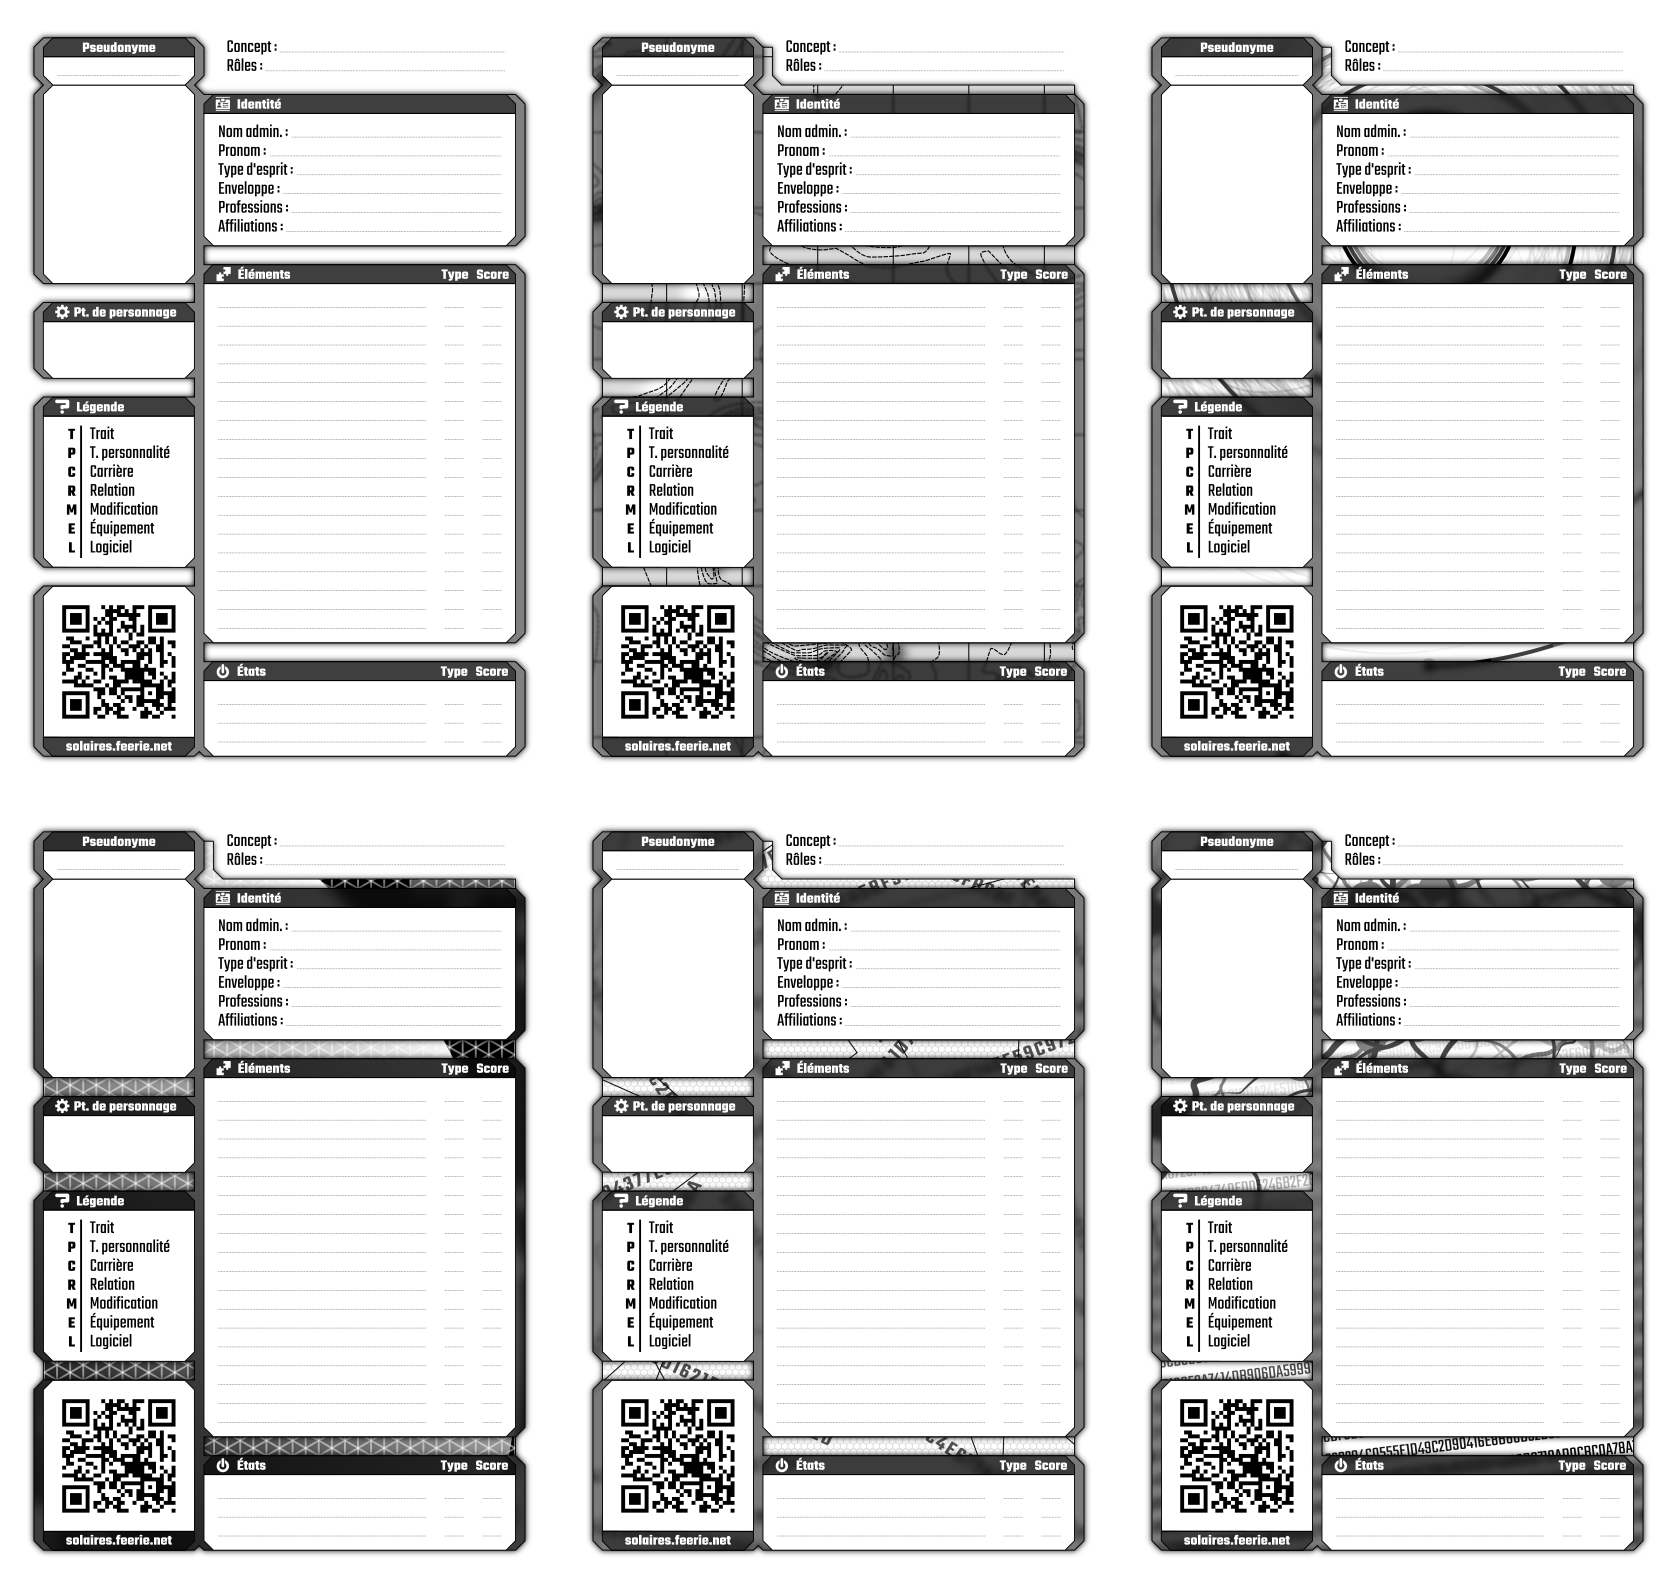 Pseudonyme
Concept :
Rôles :
Identité
Nom admin. :
Pronom :
Type d'esprit :
Enveloppe :
Professions :
Affiliations :
Éléments Type Score
Pt. de personnage
Légende
T Trait
P T. personnalité
C Carrière
R Relation
M Modification
E Équipement
L Logiciel
États Type Score
solaires.feerie.net
Pseudonyme
Concept :
Rôles :
Identité
Nom admin. :
Pronom :
Type d'esprit :
Enveloppe :
Professions :
Affiliations :
Éléments Type Score
Pt. de personnage
Légende
T Trait
P T. personnalité
C Carrière
R Relation
M Modification
E Équipement
L Logiciel
États Type Score
solaires.feerie.net
Pseudonyme
Concept :
Rôles :
Identité
Nom admin. :
Pronom :
Type d'esprit :
Enveloppe :
Professions :
Affiliations :
Éléments Type Score
Pt. de personnage
Légende
T Trait
P T. personnalité
C Carrière
R Relation
M Modification
E Équipement
L Logiciel
États Type Score
solaires.feerie.net
Pseudonyme
Concept :
Rôles :
Identité
Nom admin. :
Pronom :
Type d'esprit :
Enveloppe :
Professions :
Affiliations :
Éléments Type Score
Pt. de personnage
Légende
T Trait
P T. personnalité
C Carrière
R Relation
M Modification
E Équipement
L Logiciel
États Type Score
solaires.feerie.net
Pseudonyme
Concept :
Rôles :
Identité
Nom admin. :
Pronom :
Type d'esprit :
Enveloppe :
Professions :
Affiliations :
Éléments Type Score
Pt. de personnage
Légende
T Trait
P T. personnalité
C Carrière
R Relation
M Modification
E Équipement
L Logiciel
États Type Score
solaires.feerie.net
Pseudonyme
Concept :
Rôles :
Identité
Nom admin. :
Pronom :
Type d'esprit :
Enveloppe :
Professions :
Affiliations :
Éléments Type Score
Pt. de personnage
Légende
T Trait
P T. personnalité
C Carrière
R Relation
M Modification
E Équipement
L Logiciel
États Type Score
solaires.feerie.net